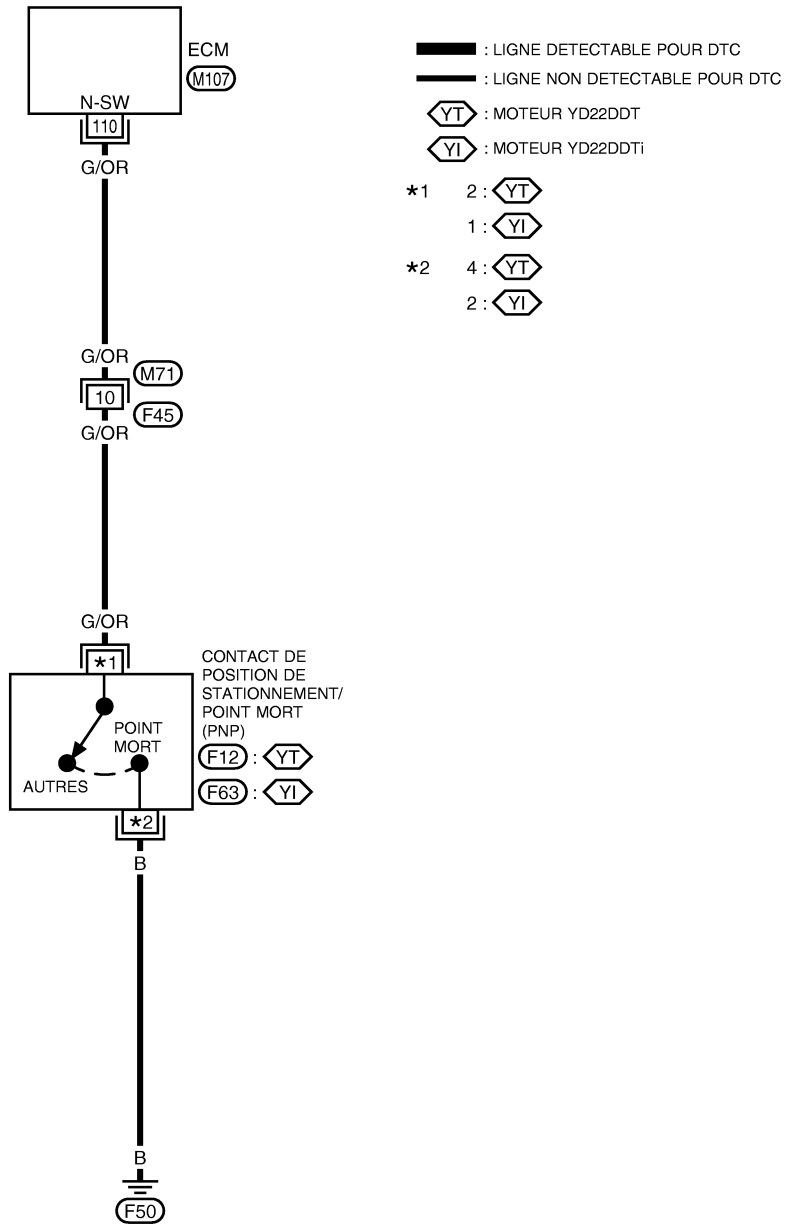 ECM
M107
N-SW
110
G/OR
G/OR
M71
10
F45
G/OR
G/OR
*1
CONTACT DE
POSITION DE
STATIONNEMENT/
POINT MORT
(PNP)
F12 : YT
F63 : YI
POINT
MORT
AUTRES
*2
B
B
F50
: LIGNE DETECTABLE POUR DTC
: LIGNE NON DETECTABLE POUR DTC
YT : MOTEUR YD22DDT
YI : MOTEUR YD22DDTi
*1 2 : YT
1 : YI
*2 4 : YT
2 : YI